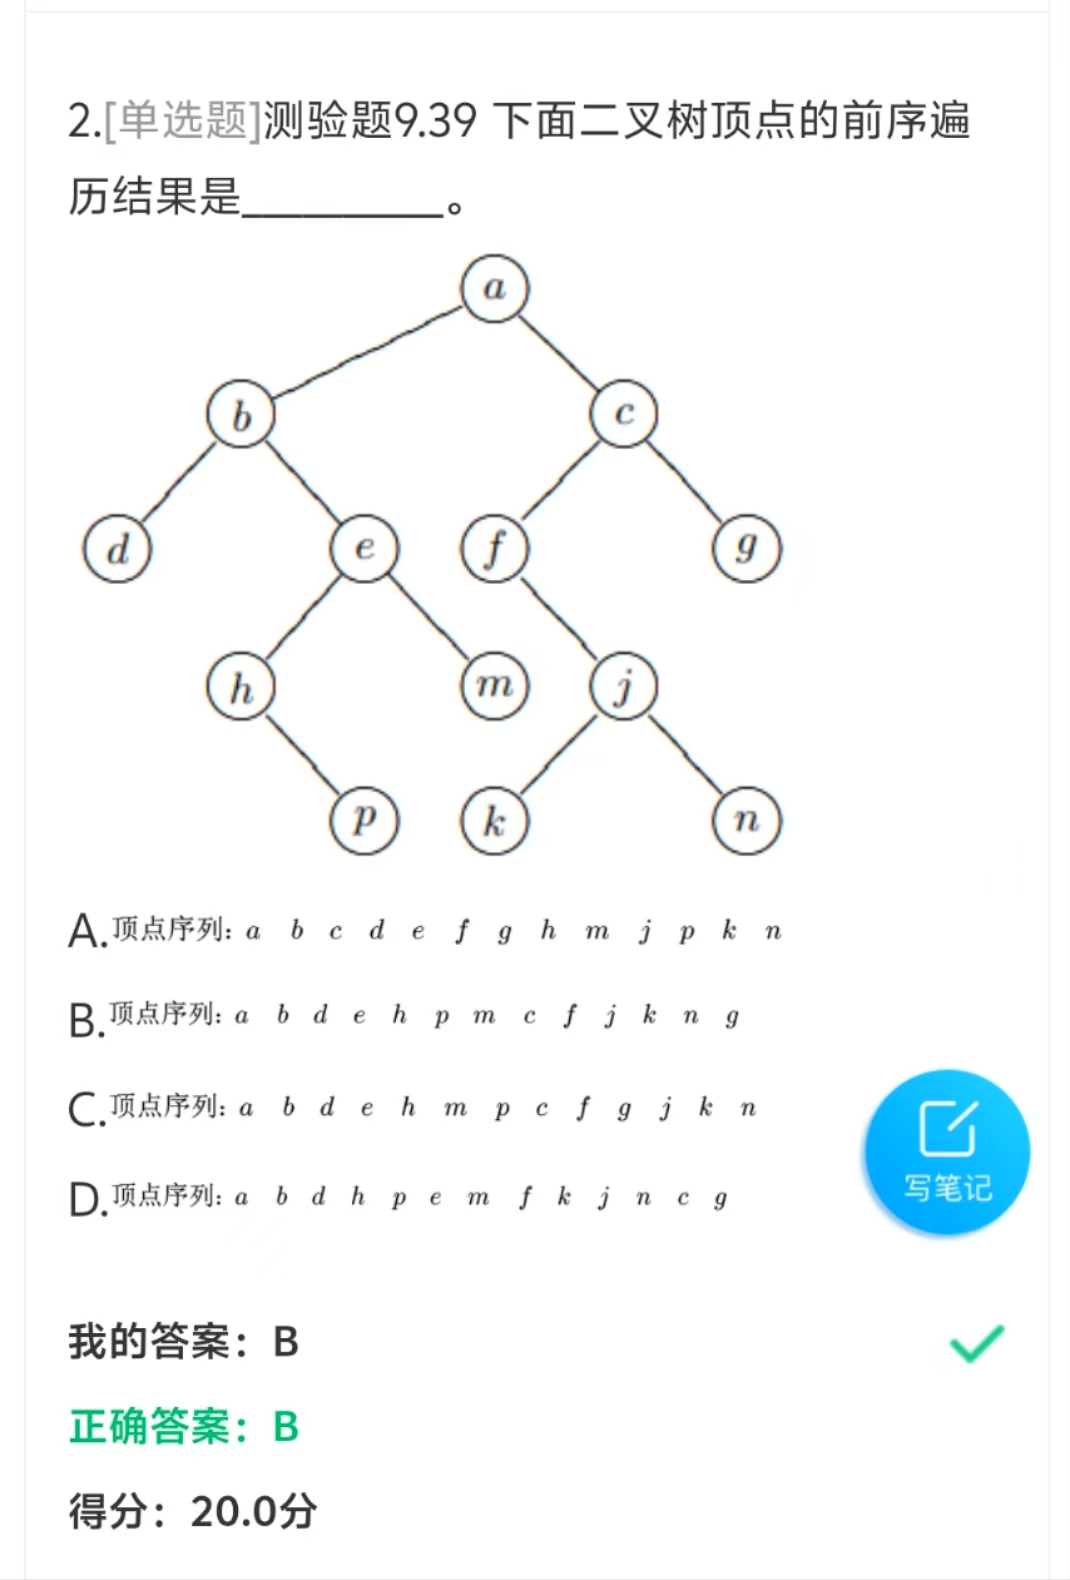 2.[单选题]测验题9.39 下面二叉树顶点的前序遍
历结果是__________。
a
b
c
d
e
f
g
h
m
j
p
k
n
A.顶点序列: a b c d e f g h m j p k n
B.顶点序列: a b d e h p m c f j k n g
C.顶点序列: a b d e h m p c f g j k n
D.顶点序列: a b d h p e m f k j n c g
写笔记
我的答案：B
正确答案：B
得分：20.0分